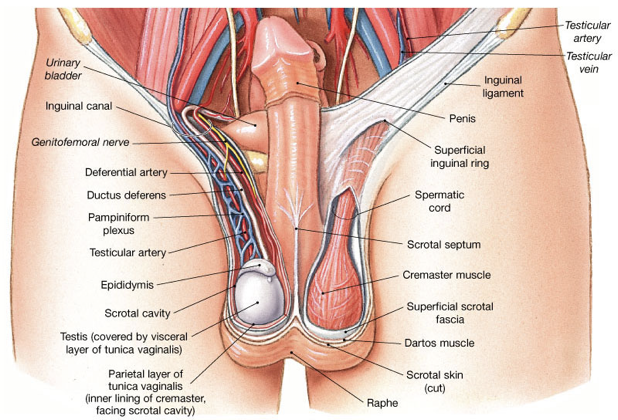 Urinary
bladder
Inguinal canal
Genitofemoral nerve
Deferential artery
Ductus deferens
Pampiniform
plexus
Testicular artery
Epididymis
Scrotal cavity
Testis (covered by visceral
layer of tunica vaginalis)
Parietal layer of
tunica vaginalis
(inner lining of cremaster,
facing scrotal cavity)
Testicular
artery
Testicular
vein
Inguinal
ligament
Penis
Superficial
inguinal ring
Spermatic
cord
Scrotal septum
Cremaster muscle
Superficial scrotal
fascia
Dartos muscle
Scrotal skin
(cut)
Raphe